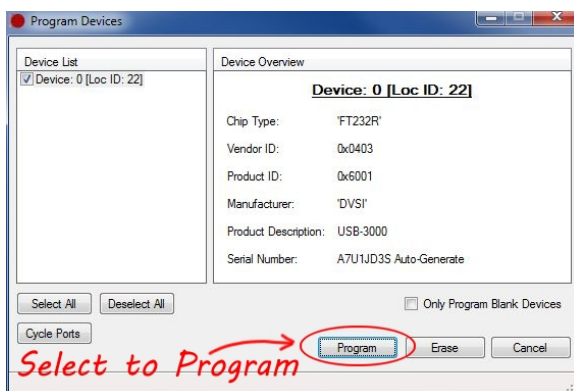 Program Devices
Device List
Device: 0 [Loc ID: 22]
Device Overview
Device: 0 [Loc ID: 22]
Chip Type: 'FT232R'
Vendor ID: 0x0403
Product ID: 0x6001
Manufacturer: 'DVSI'
Product Description: USB-3000
Serial Number: A7U1JD3S Auto-Generate
Select All Deselect All
Only Program Blank Devices
Cycle Ports
Program Erase Cancel
Select to Program